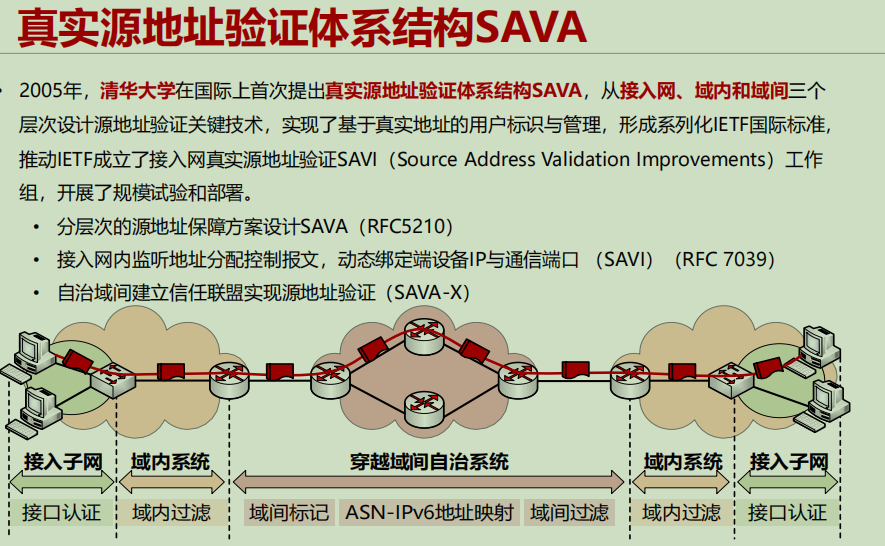 真实源地址验证体系结构SAVA
• 2005年，清华大学在国际上首次提出真实源地址验证体系结构SAVA，从接入网、域内和域间三个
层次设计源地址验证关键技术，实现了基于真实地址的用户标识与管理，形成系列化IETF国际标准，
推动IETF成立了接入网真实源地址验证SAVI（Source Address Validation Improvements）工作
组，开展了规模试验和部署。
• 分层次的源地址保障方案设计SAVA（RFC5210）
• 接入网内监听地址分配控制报文，动态绑定端设备IP与通信端口 （SAVI）（RFC 7039）
• 自治域间建立信任联盟实现源地址验证（SAVA-X）
接入子网 域内系统 穿越域间自治系统 域内系统 接入子网
接口认证 域内过滤 域间标记 ASN-IPv6地址映射 域间过滤 域内过滤 接口认证